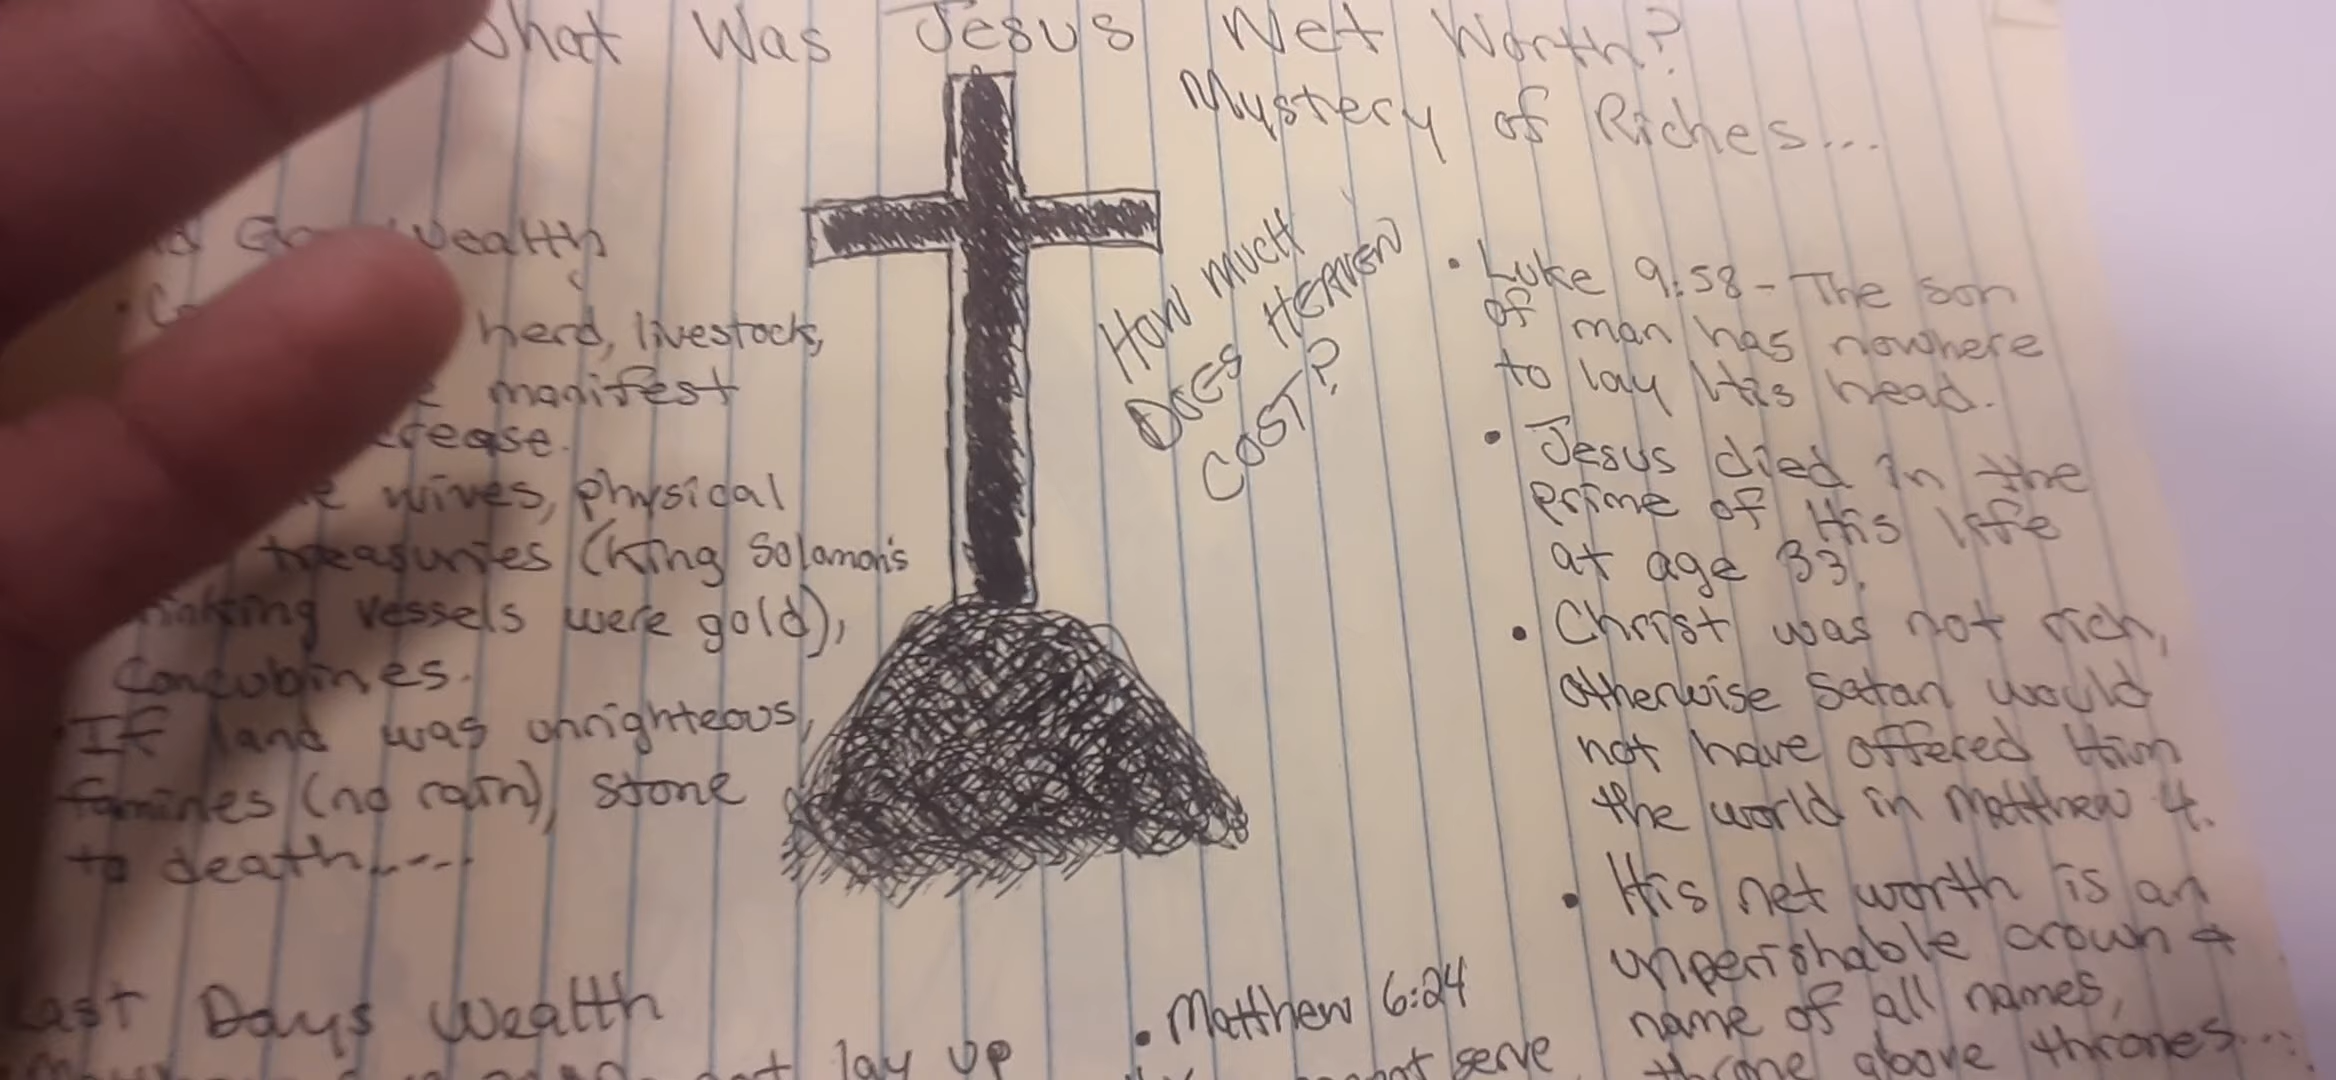 What Was Jesus Net Worth?
Mystery of Riches...
Wealth
herd, livestock,
manifest
wives, physical
treasuries (King Solomon's
vessels were gold),
Concubines.
If land was unrighteous,
famines (no rain), stone
to death.....
HOW MUCH
DOES HEAVEN
COST?
• Luke 9:58 - The son
of man has nowhere
to lay His head.
• Jesus died in the
prime of His life
at age 33.
• Christ was not rich,
otherwise Satan would
not have offered Him
the world in Matthew 4.
• His net worth is an
unperishable crown &
name of all names,
throne above thrones...
Last Days Wealth
lay up
• Matthew 6:24
serve